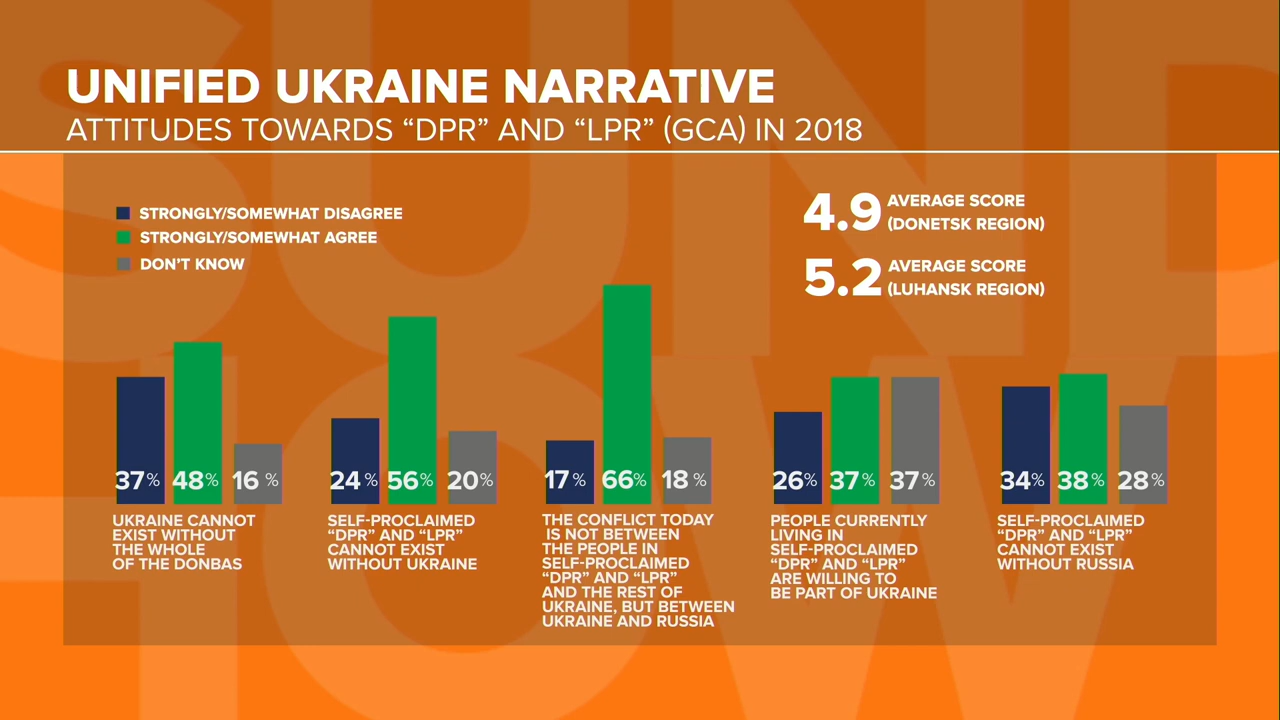 UNIFIED UKRAINE NARRATIVE
ATTITUDES TOWARDS “DPR” AND “LPR” (GCA) IN 2018
STRONGLY/SOMEWHAT DISAGREE
STRONGLY/SOMEWHAT AGREE
DON’T KNOW
4.9 AVERAGE SCORE
(DONETSK REGION)
5.2 AVERAGE SCORE
(LUHANSK REGION)
37% 48% 16 %
UKRAINE CANNOT
EXIST WITHOUT
THE WHOLE
OF THE DONBAS
24 % 56% 20%
SELF-PROCLAIMED
“DPR” AND “LPR”
CANNOT EXIST
WITHOUT UKRAINE
17% 66% 18 %
THE CONFLICT TODAY
IS NOT BETWEEN
THE PEOPLE IN
SELF-PROCLAIMED
“DPR” AND “LPR”
AND THE REST OF
UKRAINE, BUT BETWEEN
UKRAINE AND RUSSIA
26% 37% 37%
PEOPLE CURRENTLY
LIVING IN
SELF-PROCLAIMED
“DPR” AND “LPR”
ARE WILLING TO
BE PART OF UKRAINE
34% 38% 28%
SELF-PROCLAIMED
“DPR” AND “LPR”
CANNOT EXIST
WITHOUT RUSSIA